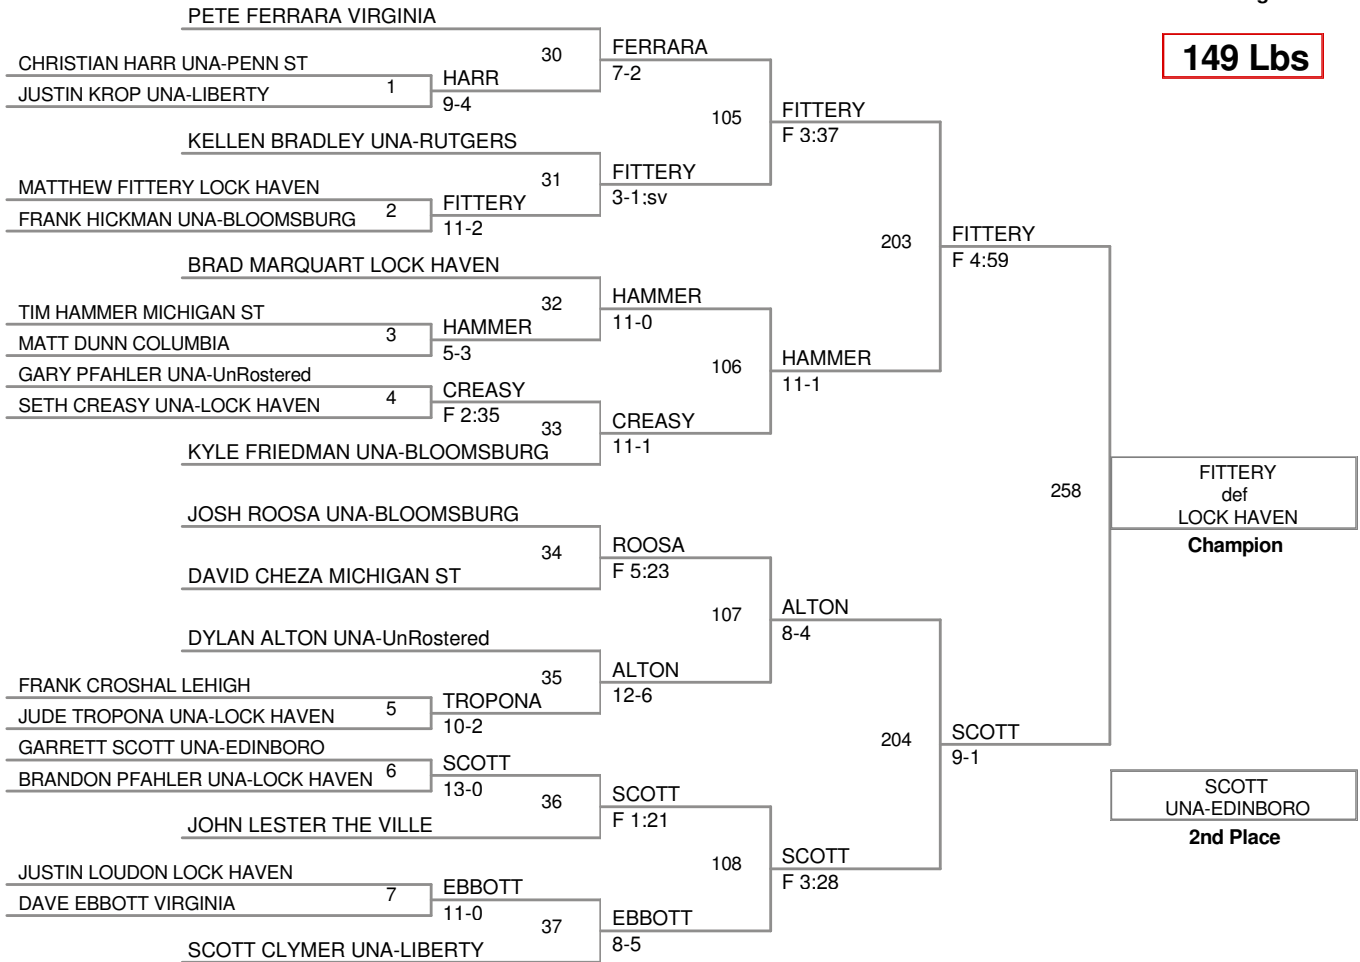 g
149 Lbs
PETE FERRARA VIRGINIA
30
FERRARA
7-2
CHRISTIAN HARR UNA-PENN ST
1
HARR
JUSTIN KROP UNA-LIBERTY
9-4
105
FITTERY
F 3:37
KELLEN BRADLEY UNA-RUTGERS
31
FITTERY
3-1;sv
MATTHEW FITTERY LOCK HAVEN
2
FITTERY
FRANK HICKMAN UNA-BLOOMSBURG
11-2
203
FITTERY
F 4:59
BRAD MARQUART LOCK HAVEN
32
HAMMER
11-0
TIM HAMMER MICHIGAN ST
3
HAMMER
MATT DUNN COLUMBIA
5-3
106
HAMMER
11-1
GARY PFAHLER UNA-UnRostered
4
CREASY
SETH CREASY UNA-LOCK HAVEN
F 2:35
33
CREASY
11-1
KYLE FRIEDMAN UNA-BLOOMSBURG
258
FITTERY
def
LOCK HAVEN
Champion
JOSH ROOSA UNA-BLOOMSBURG
34
ROOSA
F 5:23
DAVID CHEZA MICHIGAN ST
107
ALTON
8-4
DYLAN ALTON UNA-UnRostered
35
ALTON
12-6
FRANK CROSHAL LEHIGH
5
TROPONA
JUDE TROPONA UNA-LOCK HAVEN
10-2
204
SCOTT
9-1
GARRETT SCOTT UNA-EDINBORO
6
SCOTT
BRANDON PFAHLER UNA-LOCK HAVEN
13-0
36
SCOTT
F 1:21
JOHN LESTER THE VILLE
108
SCOTT
F 3:28
JUSTIN LOUDON LOCK HAVEN
7
EBBOTT
DAVE EBBOTT VIRGINIA
11-0
37
EBBOTT
8-5
SCOTT CLYMER UNA-LIBERTY
SCOTT
UNA-EDINBORO
2nd Place